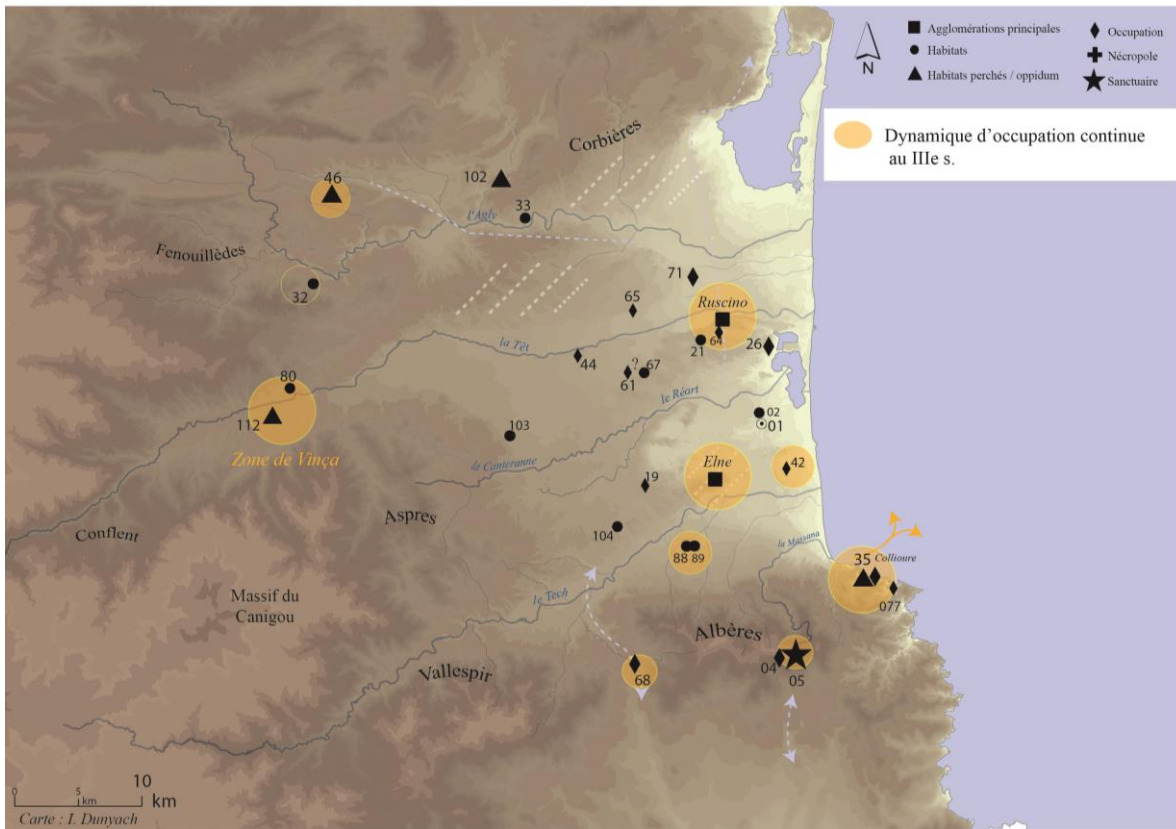 Agglomérations principales
Habitats
Habitats perchés / oppidum
Occupation
Nécropole
Sanctuaire
N
Dynamique d'occupation continue
au IIIe s.
Corbières
46
102
33
l'Agly
Fenouillèdes
32
71
65
Ruscino
64
21
26
la Têt
44
?
61
67
80
112
Zone de Vinça
le Réart
02
01
103
la Canteranne
Elne
42
19
Aspres
104
Conflent
88
89
la Massana
35
Collioure
077
Massif du
Canigou
le Tech
Albères
04
05
Vallespir
68
10
0
5
km
km
Carte : I. Dunyach